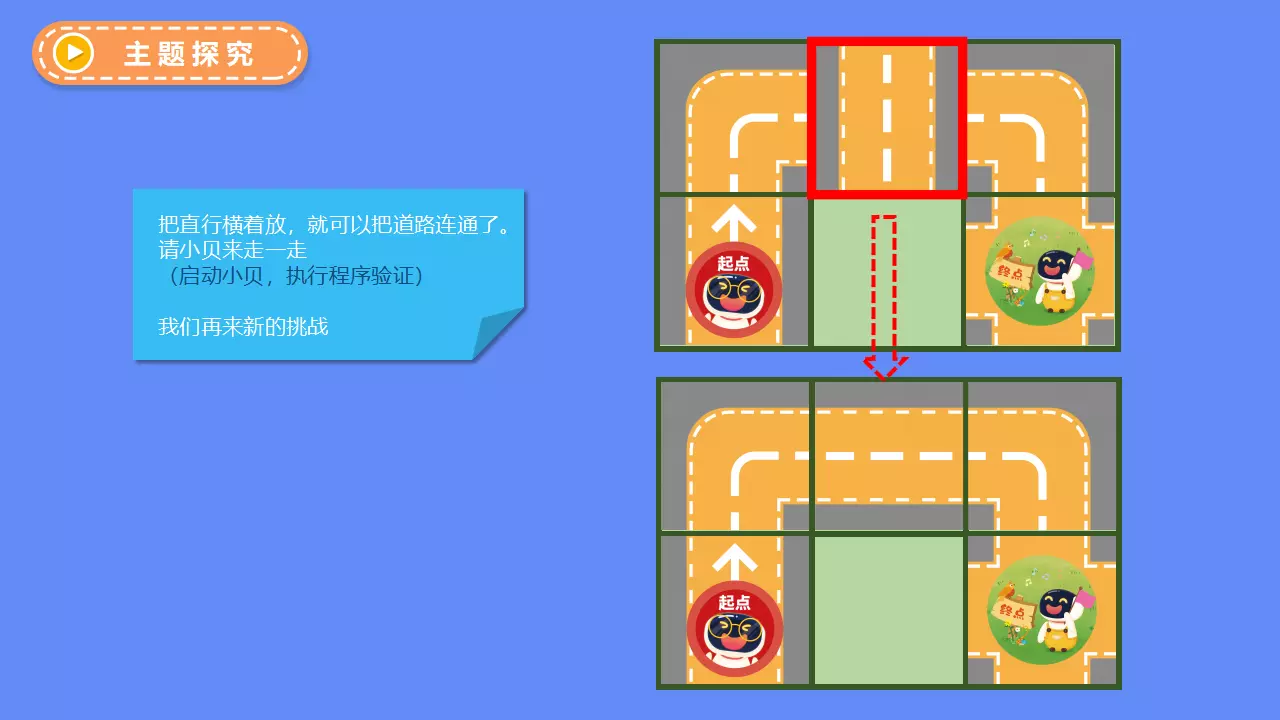 主题探究
把直行横着放，就可以把道路连通了。
请小贝来走一走
（启动小贝，执行程序验证）
我们再来新的挑战
起点
终点
起点
终点